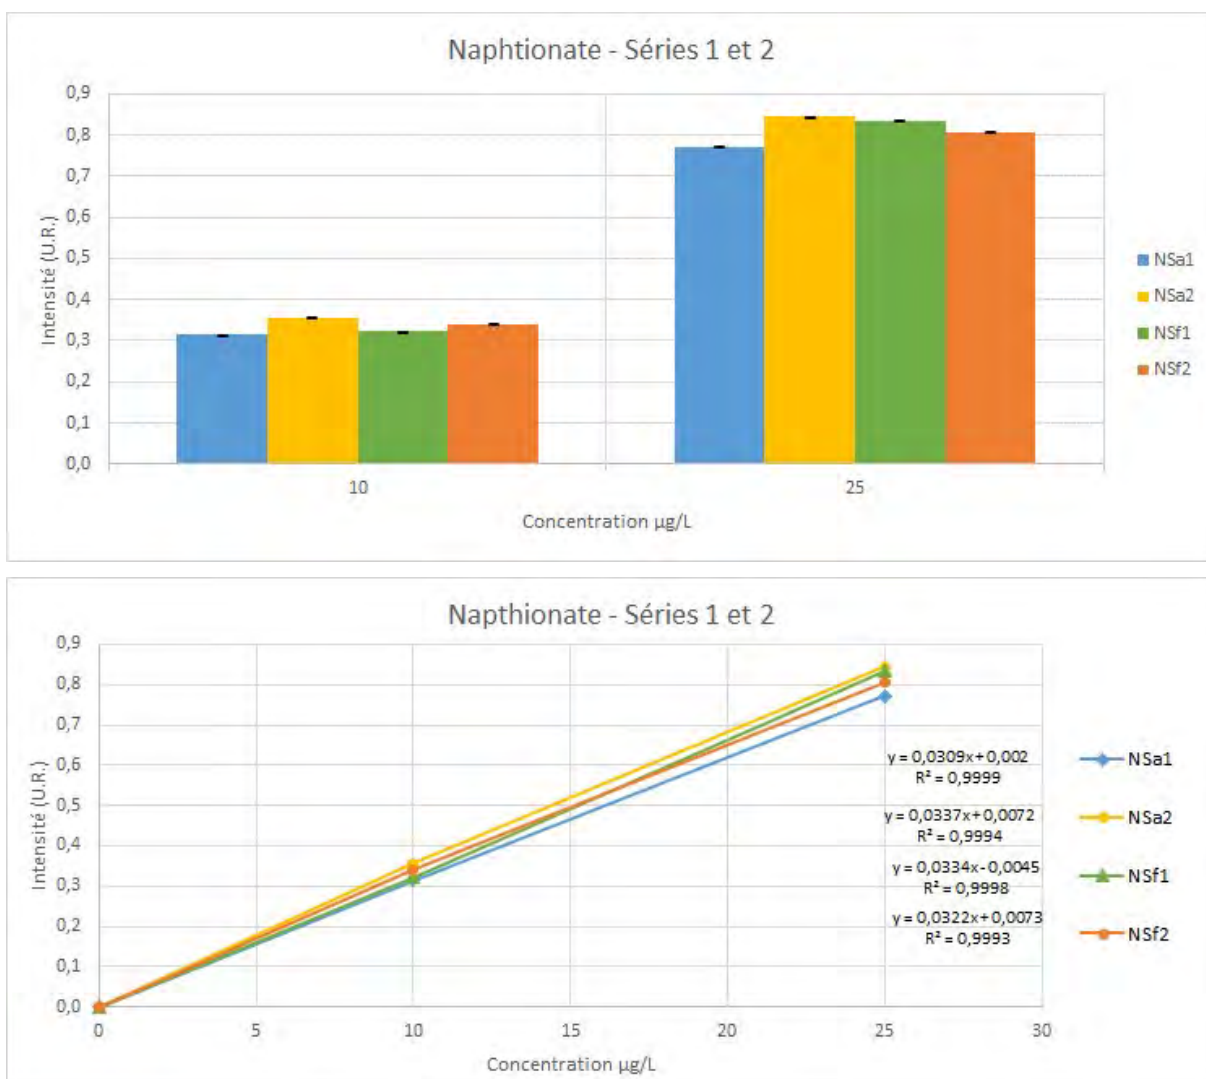 Naphtionate - Séries 1 et 2
0,9
0,8
0,7
0,6
0,5
0,4
0,3
0,2
0,1
0,0
Intensité (U.R.)
10
25
Concentration µg/L
NSa1
NSa2
NSf1
NSf2
Napthionate - Séries 1 et 2
0,9
0,8
0,7
0,6
0,5
0,4
0,3
0,2
0,1
0,0
Intensité (U.R.)
0
5
10
15
20
25
30
Concentration µg/L
y = 0,0309x + 0,002
R² = 0,9999
y = 0,0337x + 0,0072
R² = 0,9994
y = 0,0334x - 0,0045
R² = 0,9998
y = 0,0322x + 0,0073
R² = 0,9993
NSa1
NSa2
NSf1
NSf2